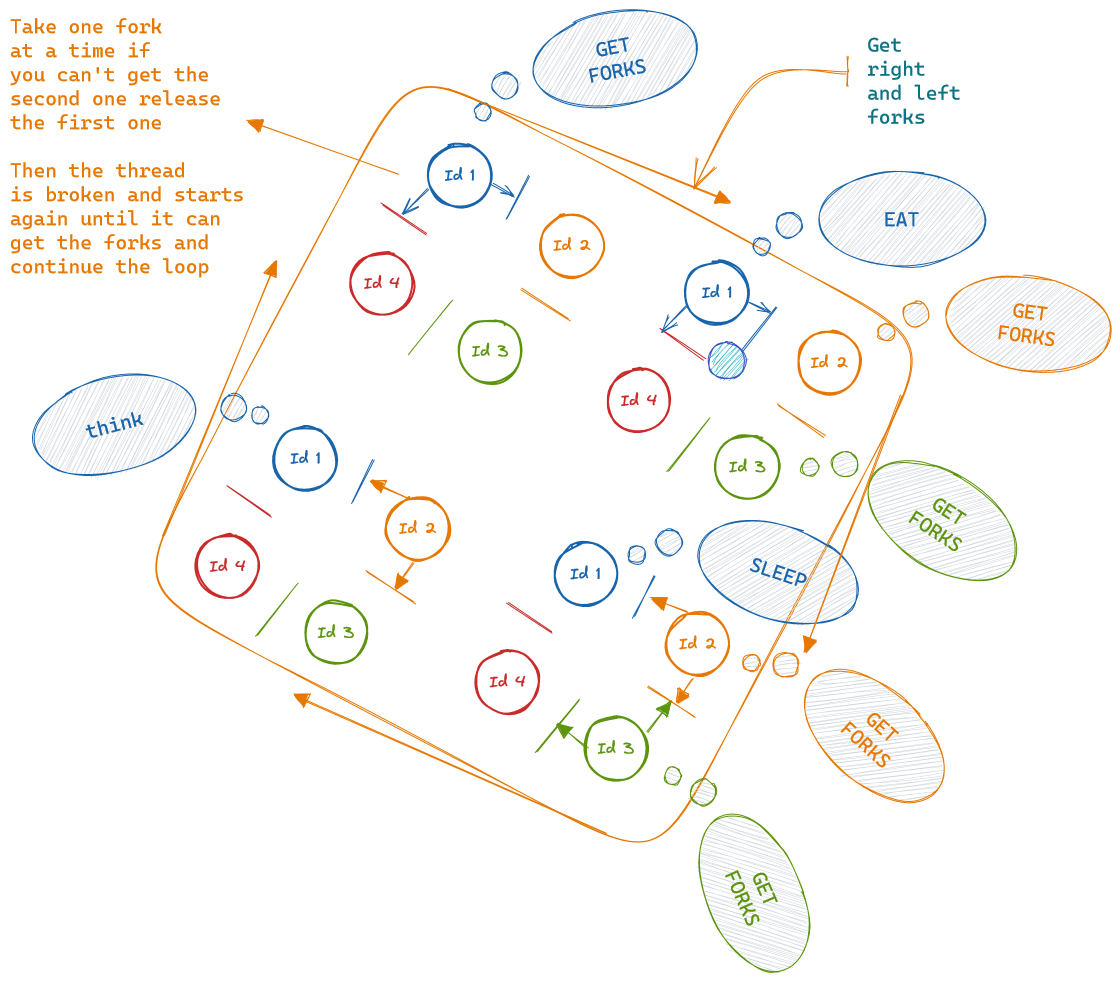 Take one fork
at a time if
you can't get the
second one release
the first one
Then the thread
is broken and starts
again until it can
get the forks and
continue the loop
GET
FORKS
Get
right
and left
forks
Id 1
Id 2
Id 4
Id 3
EAT
GET
FORKS
Id 1
Id 2
Id 4
Id 3
GET
FORKS
think
Id 1
Id 2
Id 4
Id 3
SLEEP
Id 1
Id 2
Id 4
Id 3
GET
FORKS
GET
FORKS